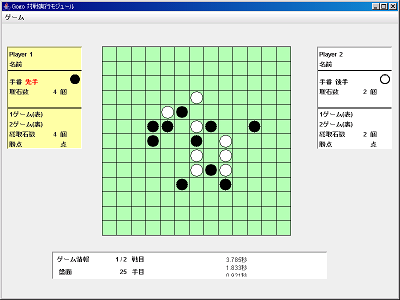 Gogo 対戦実行モジュール
ゲーム
Player 1
名前
手番 先手
取石数 4 個
1ゲーム(表)
2ゲーム(裏)
総取石数 4 個
勝点 点
Player 2
名前
手番 後手
取石数 2 個
1ゲーム(表)
2ゲーム(裏)
総取石数 2 個
勝点 点
ゲーム情報 1/2 戦目
盤面 25 手目
3.785秒
1.833秒